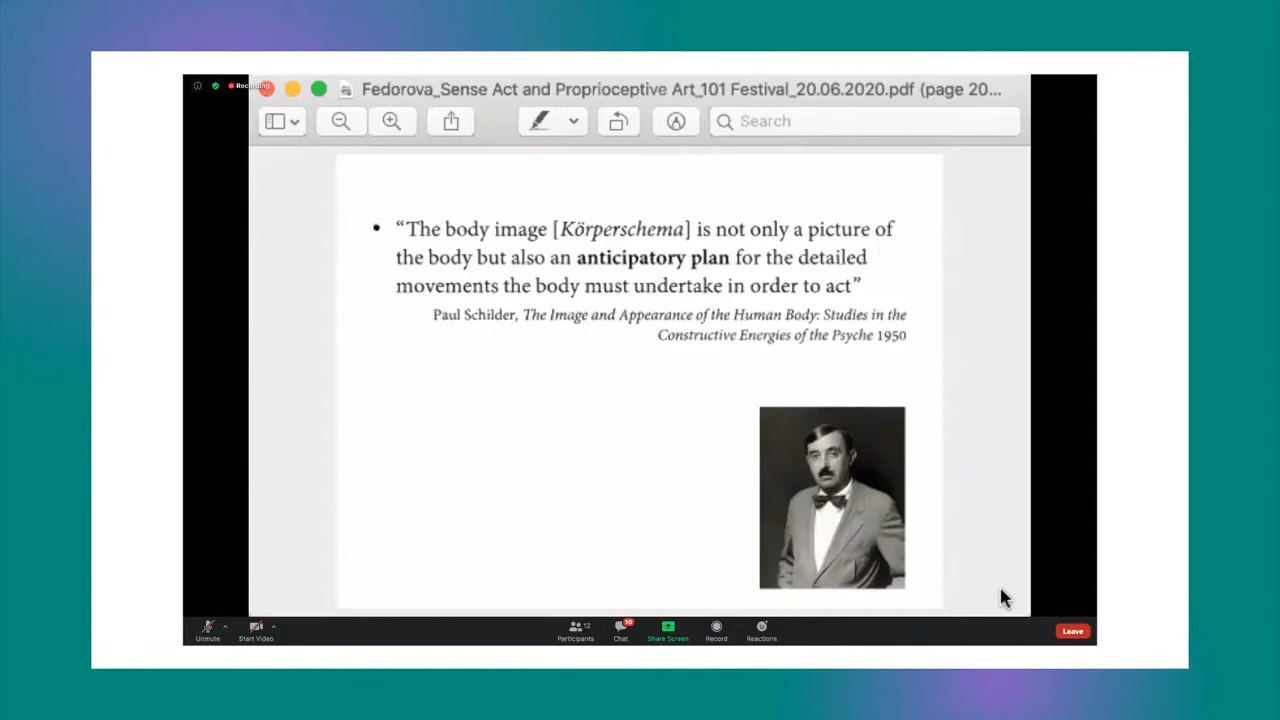 Recording
Fedorova_Sense Act and Proprioceptive Art_101 Festival_20.06.2020.pdf (page 20...
Search
• “The body image [Körperschema] is not only a picture of
the body but also an anticipatory plan for the detailed
movements the body must undertake in order to act”
Paul Schilder, The Image and Appearance of the Human Body: Studies in the
Constructive Energies of the Psyche 1950
Unmute
Start Video
12
Participants
10
Chat
Share Screen
Record
Reactions
Leave